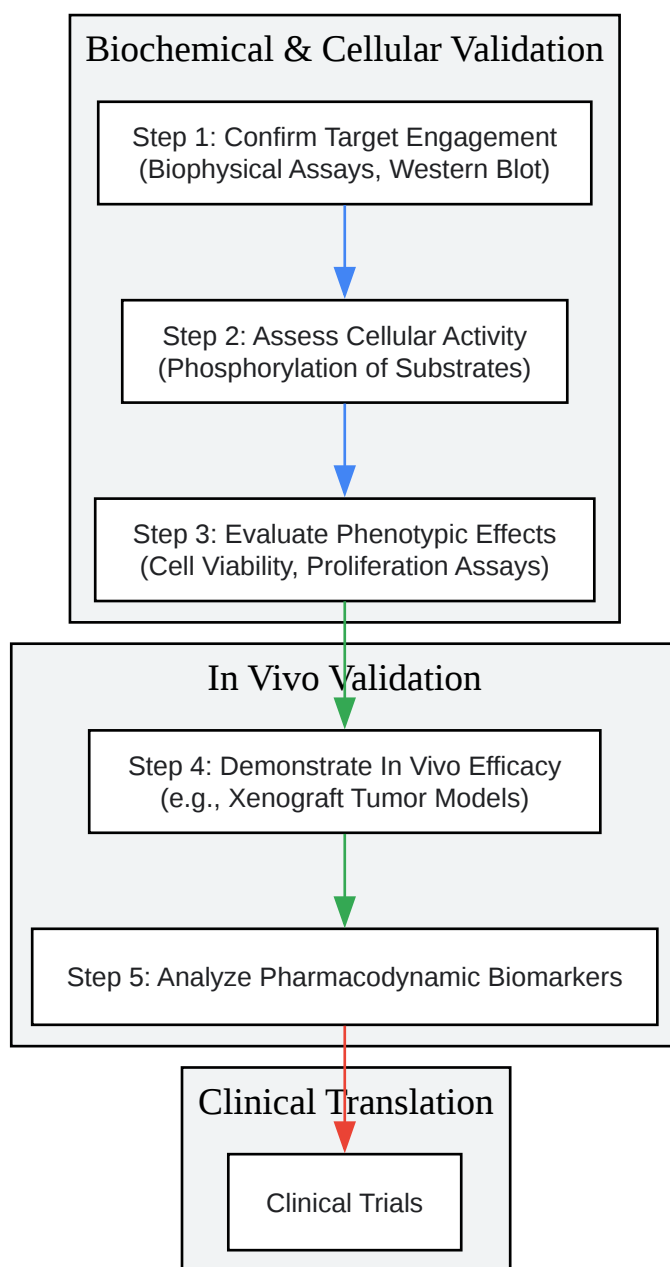 Biochemical & Cellular Validation
Step 1: Confirm Target Engagement
(Biophysical Assays, Western Blot)
Step 2: Assess Cellular Activity
(Phosphorylation of Substrates)
Step 3: Evaluate Phenotypic Effects
(Cell Viability, Proliferation Assays)
In Vivo Validation
Step 4: Demonstrate In Vivo Efficacy
(e.g., Xenograft Tumor Models)
Step 5: Analyze Pharmacodynamic Biomarkers
Clinical Translation
Clinical Trials